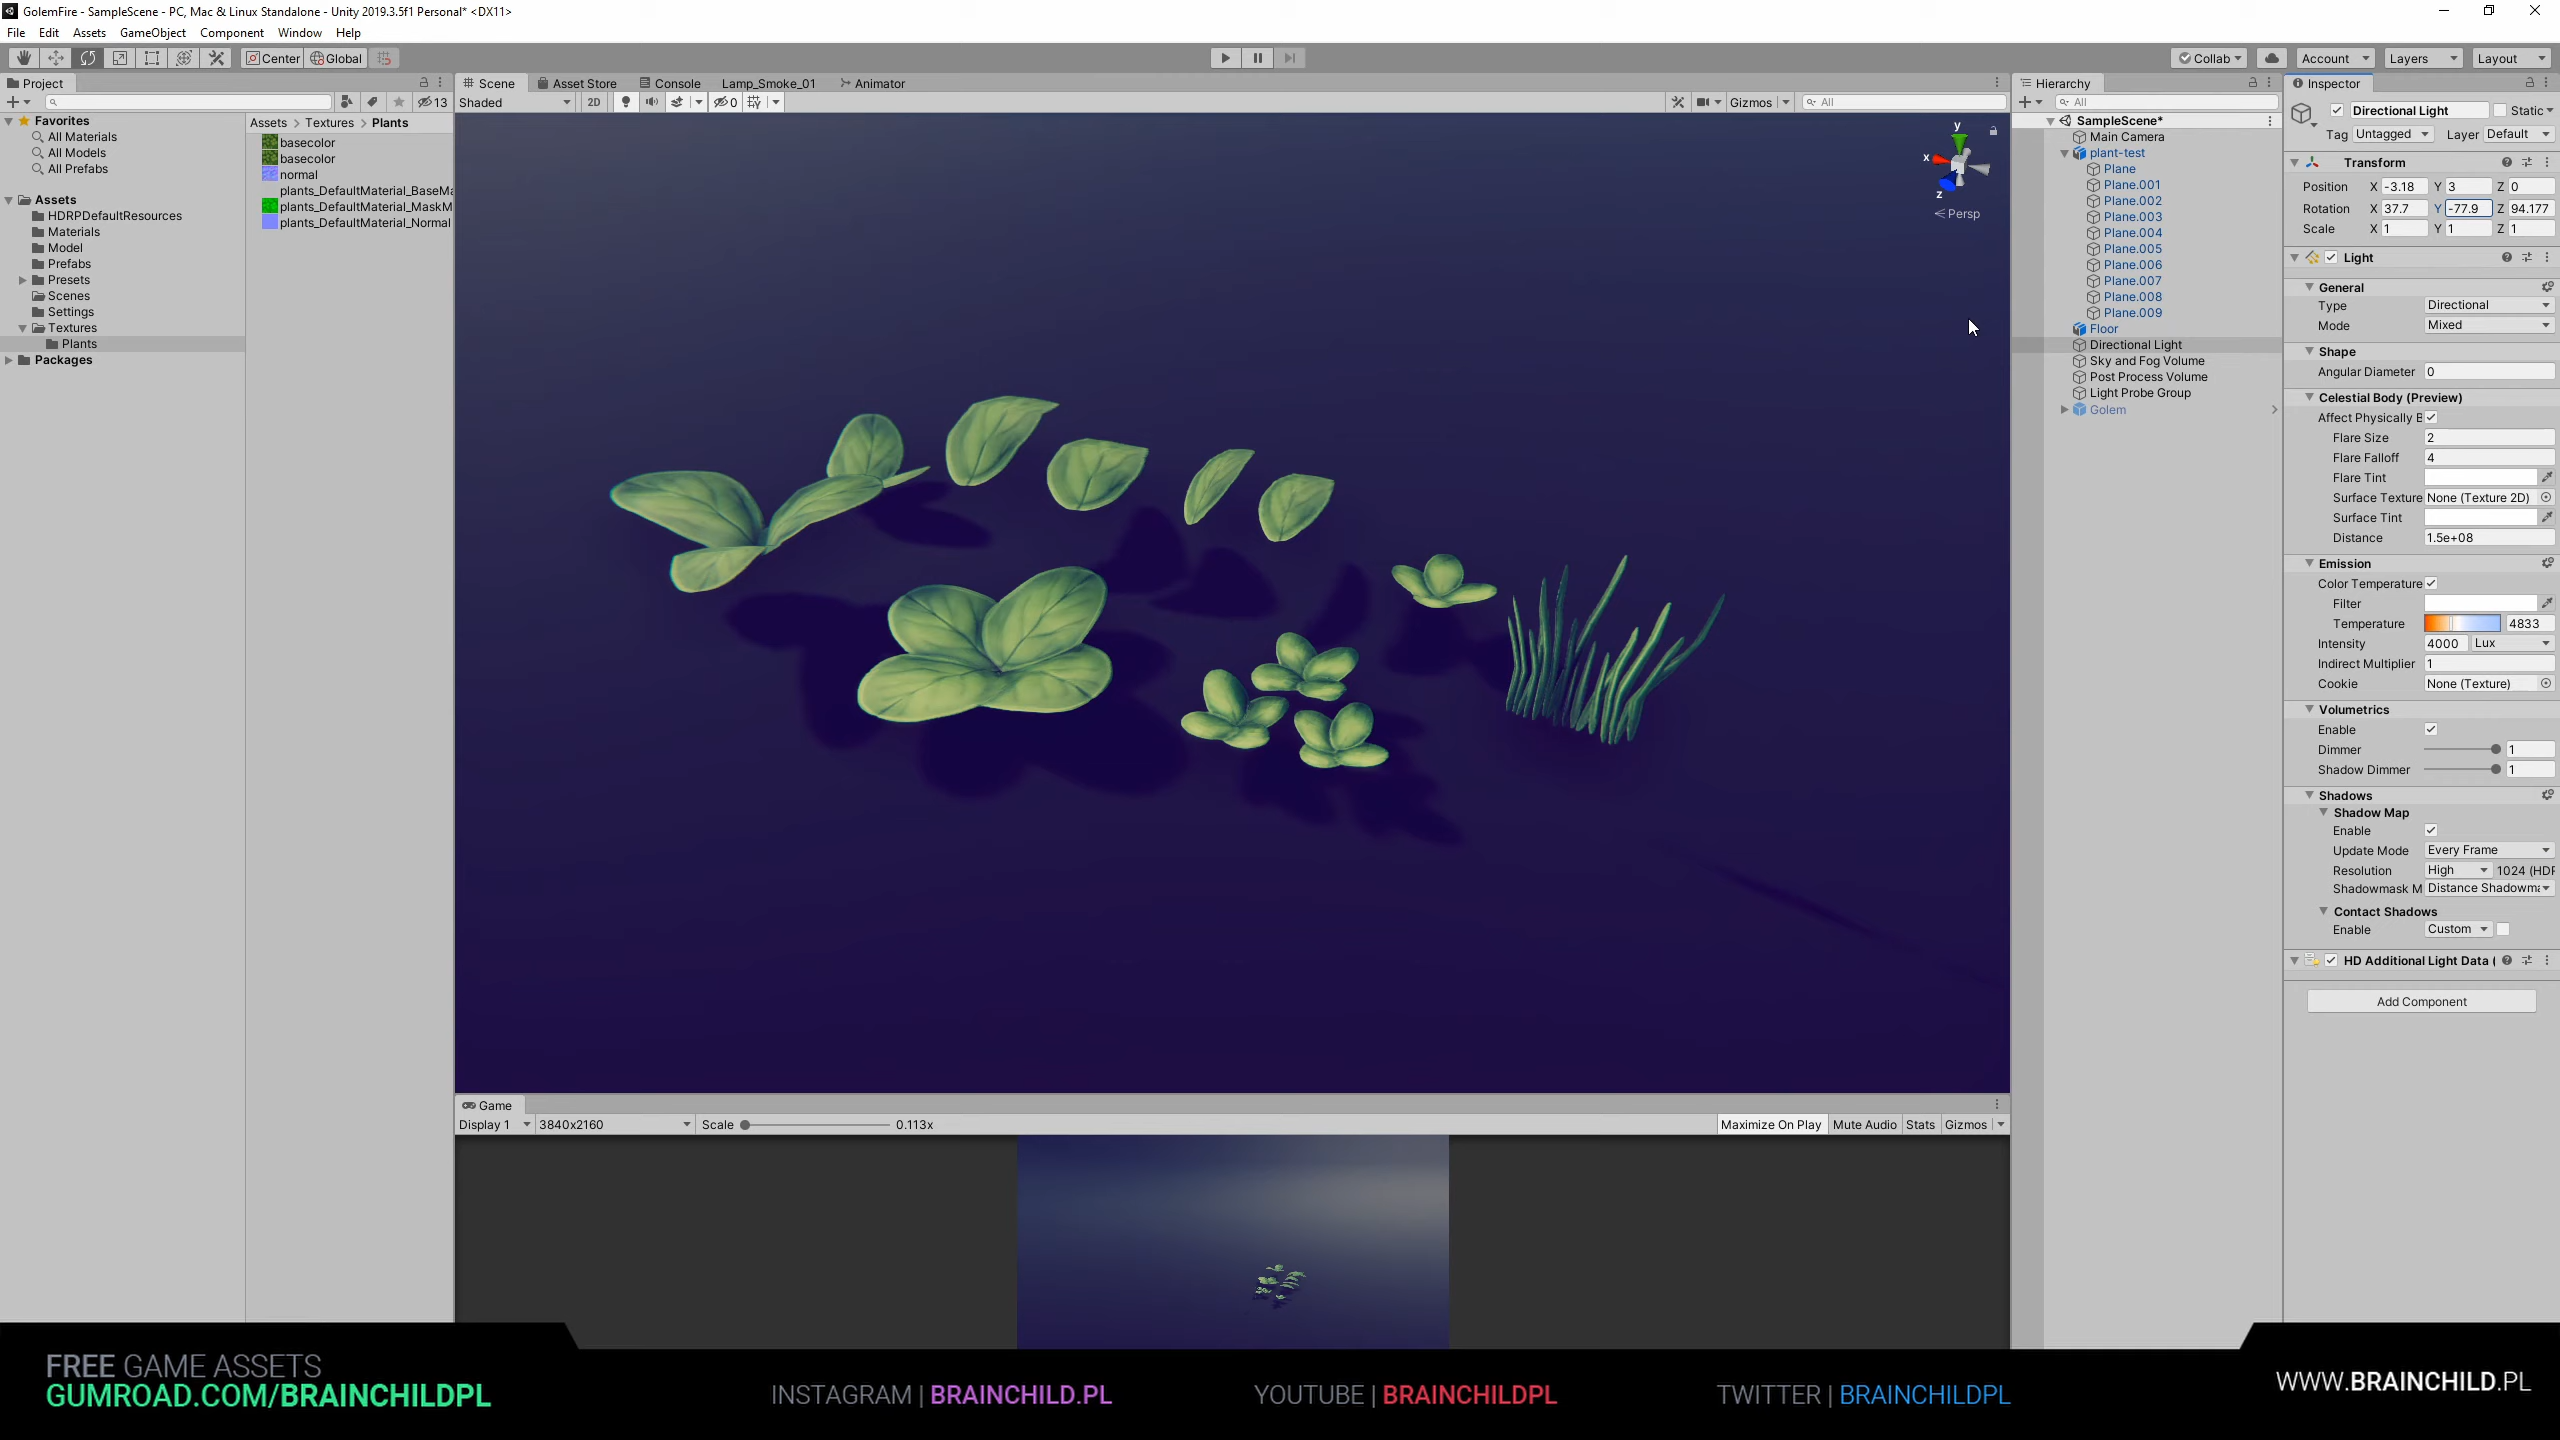 GolemFire - SampleScene - PC, Mac & Linux Standalone - Unity 2019.3.5f1 Personal* <DX11>
File Edit Assets GameObject Component Window Help
Center Global
Collab Account Layers Layout
Project
13
Favorites
All Materials
All Models
All Prefabs
Assets
HDRPDefaultResources
Materials
Model
Prefabs
Presets
Scenes
Settings
Textures
Plants
Packages
Assets > Textures > Plants
basecolor
basecolor
normal
plants_DefaultMaterial_BaseMa
plants_DefaultMaterial_MaskM
plants_DefaultMaterial_Normal
Scene Asset Store Console Lamp_Smoke_01 Animator
Shaded 2D 0 Gizmos All
y
x
z
Persp
Game
Display 1 3840x2160 Scale 0.113x Maximize On Play Mute Audio Stats Gizmos
Hierarchy
All
SampleScene*
Main Camera
plant-test
Plane
Plane.001
Plane.002
Plane.003
Plane.004
Plane.005
Plane.006
Plane.007
Plane.008
Plane.009
Floor
Directional Light
Sky and Fog Volume
Post Process Volume
Light Probe Group
Golem
Inspector
Directional Light Static
Tag Untagged Layer Default
Transform
Position X -3.18 Y 3 Z 0
Rotation X 37.7 Y -77.9 Z 94.177
Scale X 1 Y 1 Z 1
Light
General
Type Directional
Mode Mixed
Shape
Angular Diameter 0
Celestial Body (Preview)
Affect Physically B
Flare Size 2
Flare Falloff 4
Flare Tint
Surface Texture None (Texture 2D)
Surface Tint
Distance 1.5e+08
Emission
Color Temperature
Filter
Temperature 4833
Intensity 4000 Lux
Indirect Multiplier 1
Cookie None (Texture)
Volumetrics
Enable
Dimmer 1
Shadow Dimmer 1
Shadows
Shadow Map
Enable
Update Mode Every Frame
Resolution High 1024 (HDF
Shadowmask M Distance Shadowma
Contact Shadows
Enable Custom
HD Additional Light Data (
Add Component
FREE GAME ASSETS
GUMROAD.COM/BRAINCHILDPL
INSTAGRAM | BRAINCHILD.PL
YOUTUBE | BRAINCHILDPL
TWITTER | BRAINCHILDPL
WWW.BRAINCHILD.PL